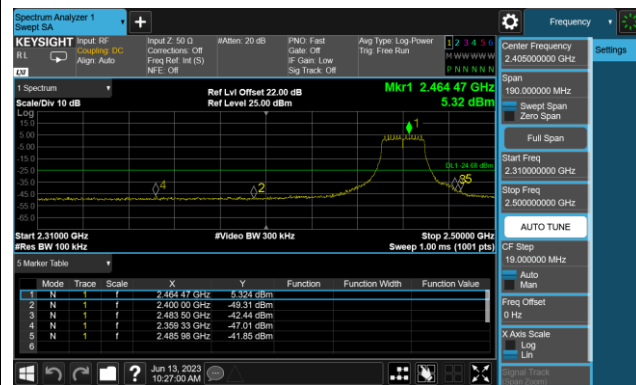 Spectrum Analyzer 1
Swept SA
Frequency
KEYSIGHT
Input: RF
Input Z: 50 Ω
#Atten: 20 dB
PNO: Fast
Avg Type: Log-Power
1 2 3 4 5 6
RL
Coupling: DC
Corrections: Off
Gate: Off
Trig: Free Run
M W W W W W
Align: Auto
Freq Ref: Int (S)
IF Gain: Low
LXI
NFE: Off
Sig Track: Off
P N N N N N
Center Frequency
2.405000000 GHz
Settings
1 Spectrum
Ref Lvl Offset 22.00 dB
Mkr1 2.464 47 GHz
Scale/Div 10 dB
Ref Level 25.00 dBm
5.32 dBm
Log
15.0
5.00
-5.00
-15.0
-25.0
-35.0
-45.0
-55.0
-65.0
1
DL1 -24.68 dBm
4
2
35
Start 2.31000 GHz
#Video BW 300 kHz
Stop 2.50000 GHz
#Res BW 100 kHz
Sweep 1.00 ms (1001 pts)
Span
190.000000 MHz
Swept Span
Zero Span
Full Span
Start Freq
2.310000000 GHz
Stop Freq
2.500000000 GHz
AUTO TUNE
CF Step
19.000000 MHz
Auto
Man
Freq Offset
0 Hz
X Axis Scale
Log
Lin
Signal Track
(Span Zoom)
5 Marker Table
Mode Trace Scale X Y Function Function Width Function Value
1 N 1 f 2.464 47 GHz 5.324 dBm
2 N 1 f 2.400 00 GHz -49.31 dBm
3 N 1 f 2.483 50 GHz -42.44 dBm
4 N 1 f 2.359 33 GHz -47.01 dBm
5 N 1 f 2.485 98 GHz -41.85 dBm
6
?
Jun 13, 2023
10:27:00 AM